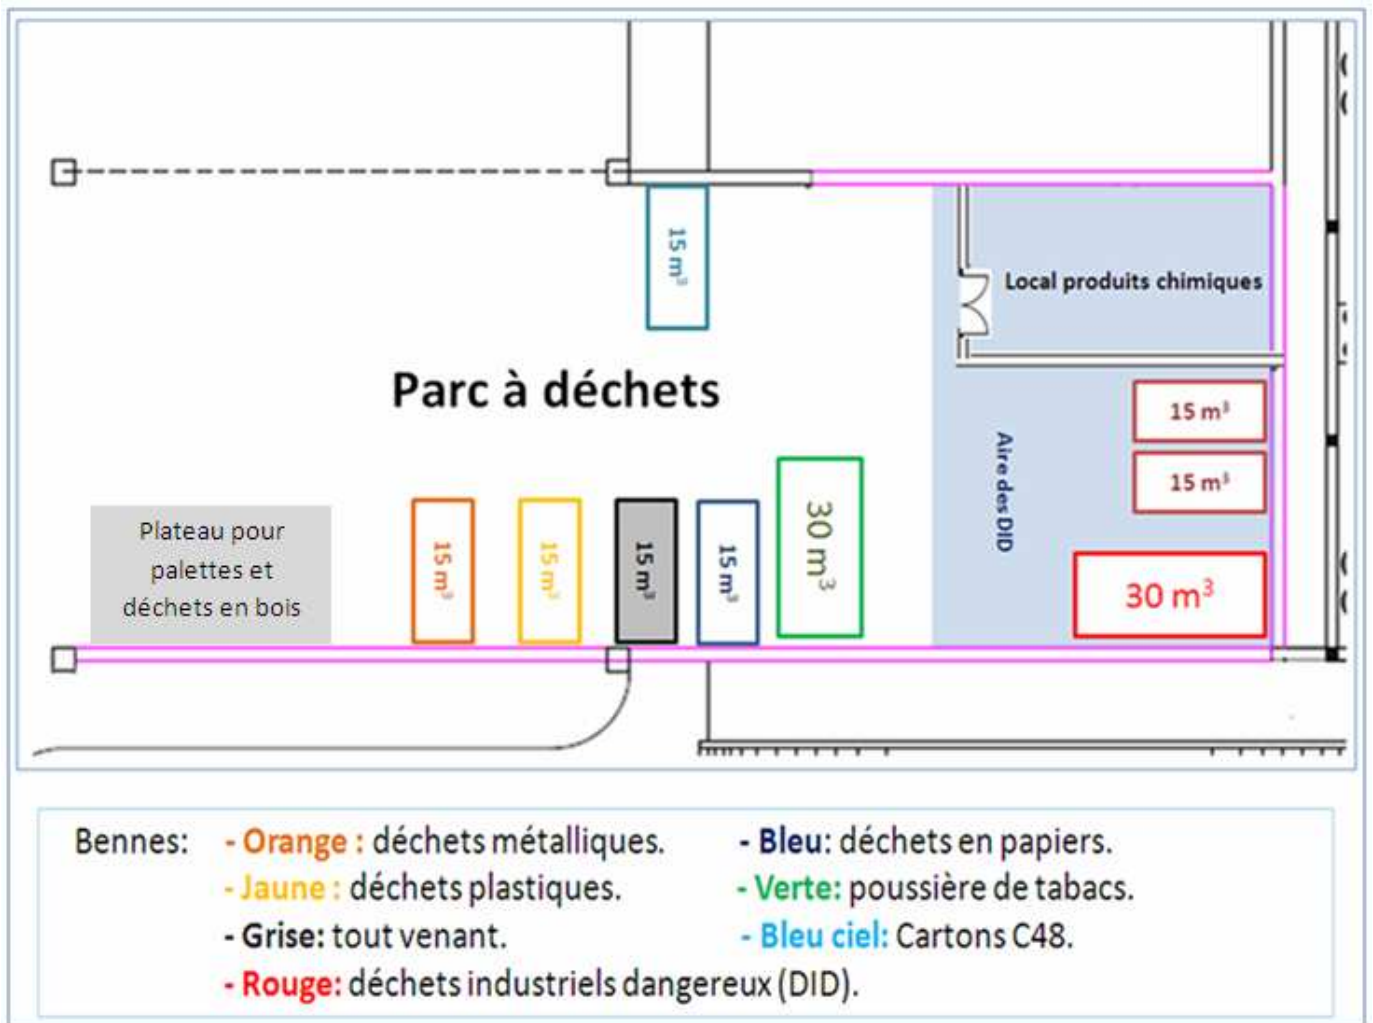 15 m³
Local produits chimiques
Parc à déchets
15 m³
15 m³
Aire des DID
Plateau pour
palettes et
déchets en bois
15 m³
15 m³
15 m³
15 m³
30 m³
30 m³
Bennes: - Orange : déchets métalliques. - Bleu: déchets en papiers.
- Jaune : déchets plastiques. - Verte: poussière de tabacs.
- Grise: tout venant. - Bleu ciel: Cartons C48.
- Rouge: déchets industriels dangereux (DID).